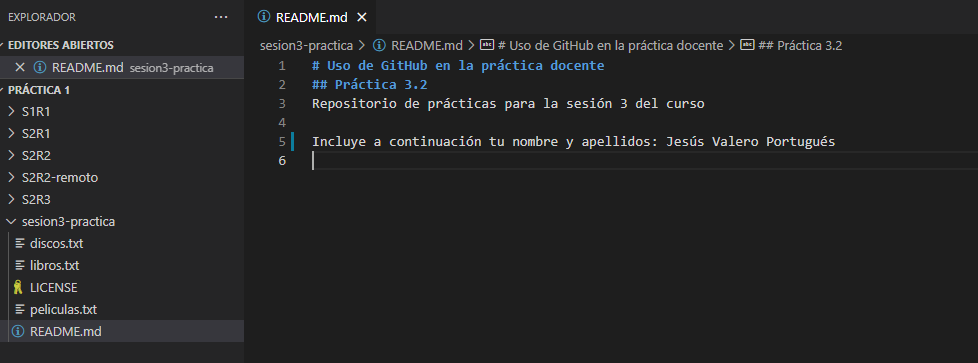 EXPLORADOR ···
EDITORES ABIERTOS
README.md sesion3-practica
PRÁCTICA 1
S1R1
S2R1
S2R2
S2R2-remoto
S2R3
sesion3-practica
discos.txt
libros.txt
LICENSE
peliculas.txt
README.md
README.md
sesion3-practica > README.md > # Uso de GitHub en la práctica docente > ## Práctica 3.2
1 # Uso de GitHub en la práctica docente
2 ## Práctica 3.2
3 Repositorio de prácticas para la sesión 3 del curso
4
5 Incluye a continuación tu nombre y apellidos: Jesús Valero Portugués
6